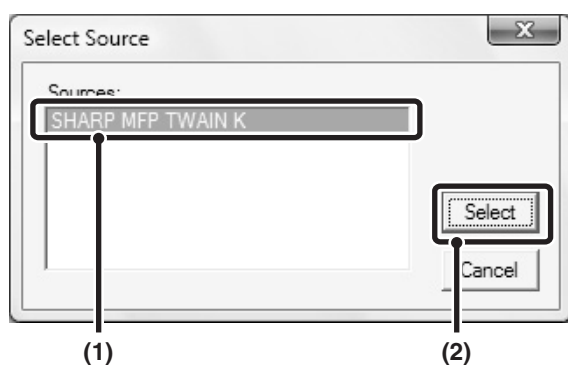 Select Source
Sources:
SHARP MFP TWAIN K
Select
Cancel
(1)
(2)